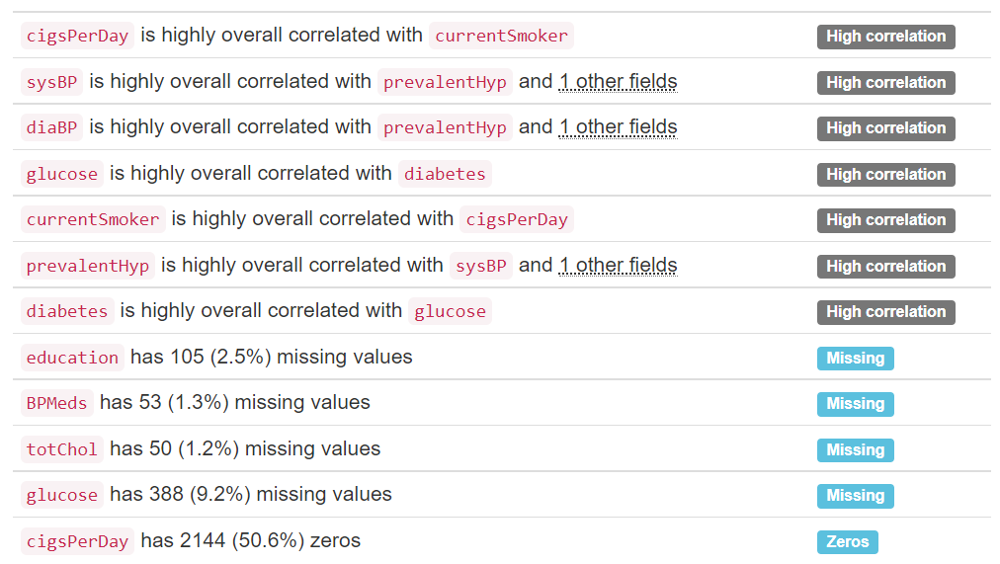 cigsPerDay is highly overall correlated with currentSmoker High correlation
sysBP is highly overall correlated with prevalentHyp and 1 other fields High correlation
diaBP is highly overall correlated with prevalentHyp and 1 other fields High correlation
glucose is highly overall correlated with diabetes High correlation
currentSmoker is highly overall correlated with cigsPerDay High correlation
prevalentHyp is highly overall correlated with sysBP and 1 other fields High correlation
diabetes is highly overall correlated with glucose High correlation
education has 105 (2.5%) missing values Missing
BPMeds has 53 (1.3%) missing values Missing
totChol has 50 (1.2%) missing values Missing
glucose has 388 (9.2%) missing values Missing
cigsPerDay has 2144 (50.6%) zeros Zeros